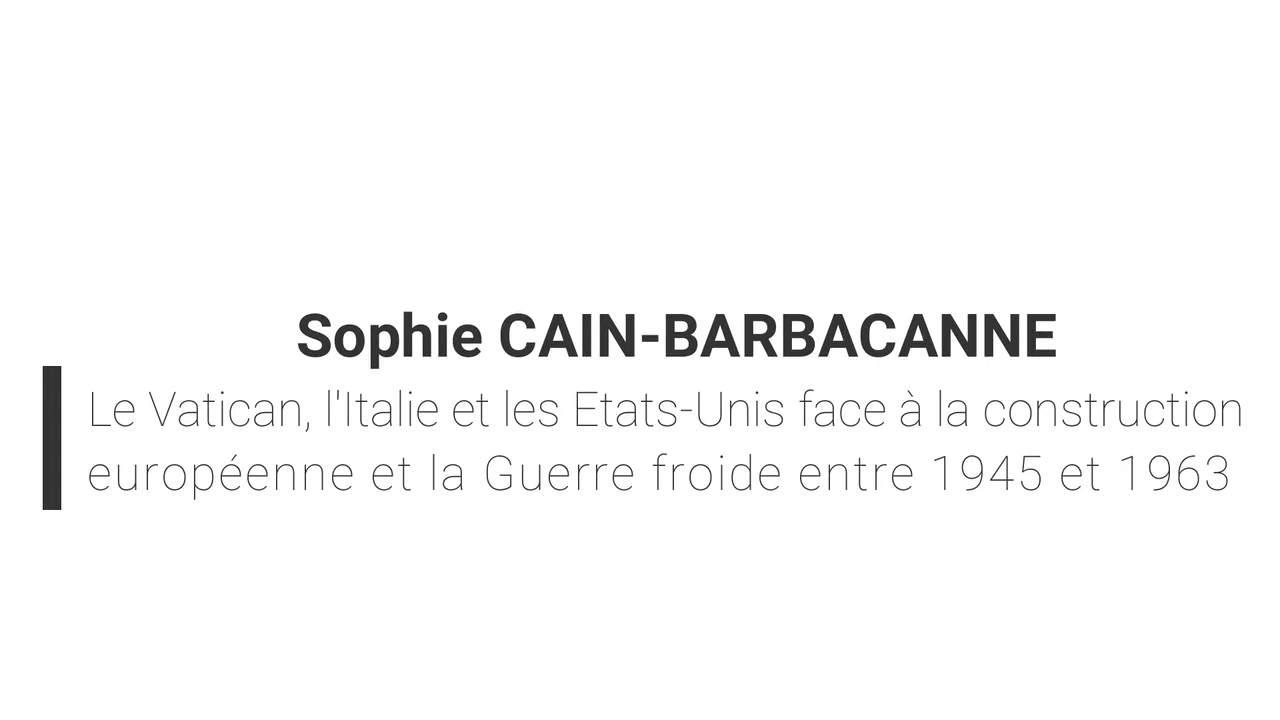 Sophie CAIN-BARBACANNE
Le Vatican, l'Italie et les Etats-Unis face à la construction
européenne et la Guerre froide entre 1945 et 1963